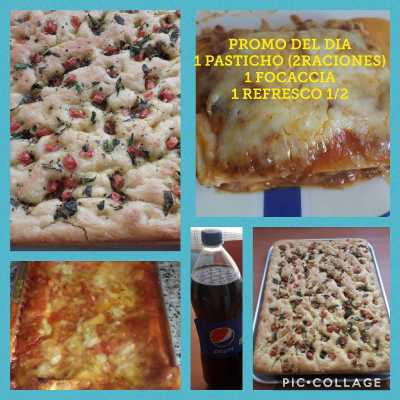 PROMO DEL DIA
1 PASTICHO (2RACIONES)
1 FOCACCIA
1 REFRESCO 1/2
pepsi
PIC•COLLAGE